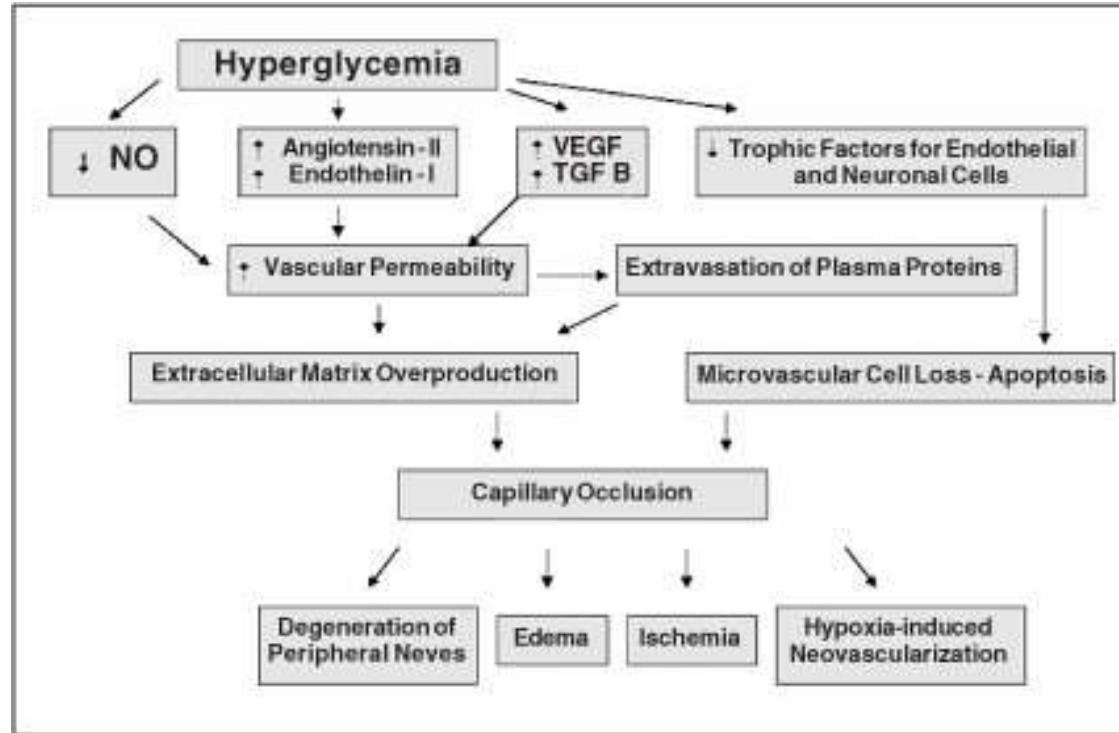 Hyperglycemia
↓ NO
↑ Angiotensin-II
↑ Endothelin-I
↑ VEGF
↑ TGF B
↓ Trophic Factors for Endothelial
and Neuronal Cells
↑ Vascular Permeability
Extravasation of Plasma Proteins
Extracellular Matrix Overproduction
Microvascular Cell Loss - Apoptosis
Capillary Occlusion
Degeneration of
Peripheral Neves
Edema
Ischemia
Hypoxia-induced
Neovascularization